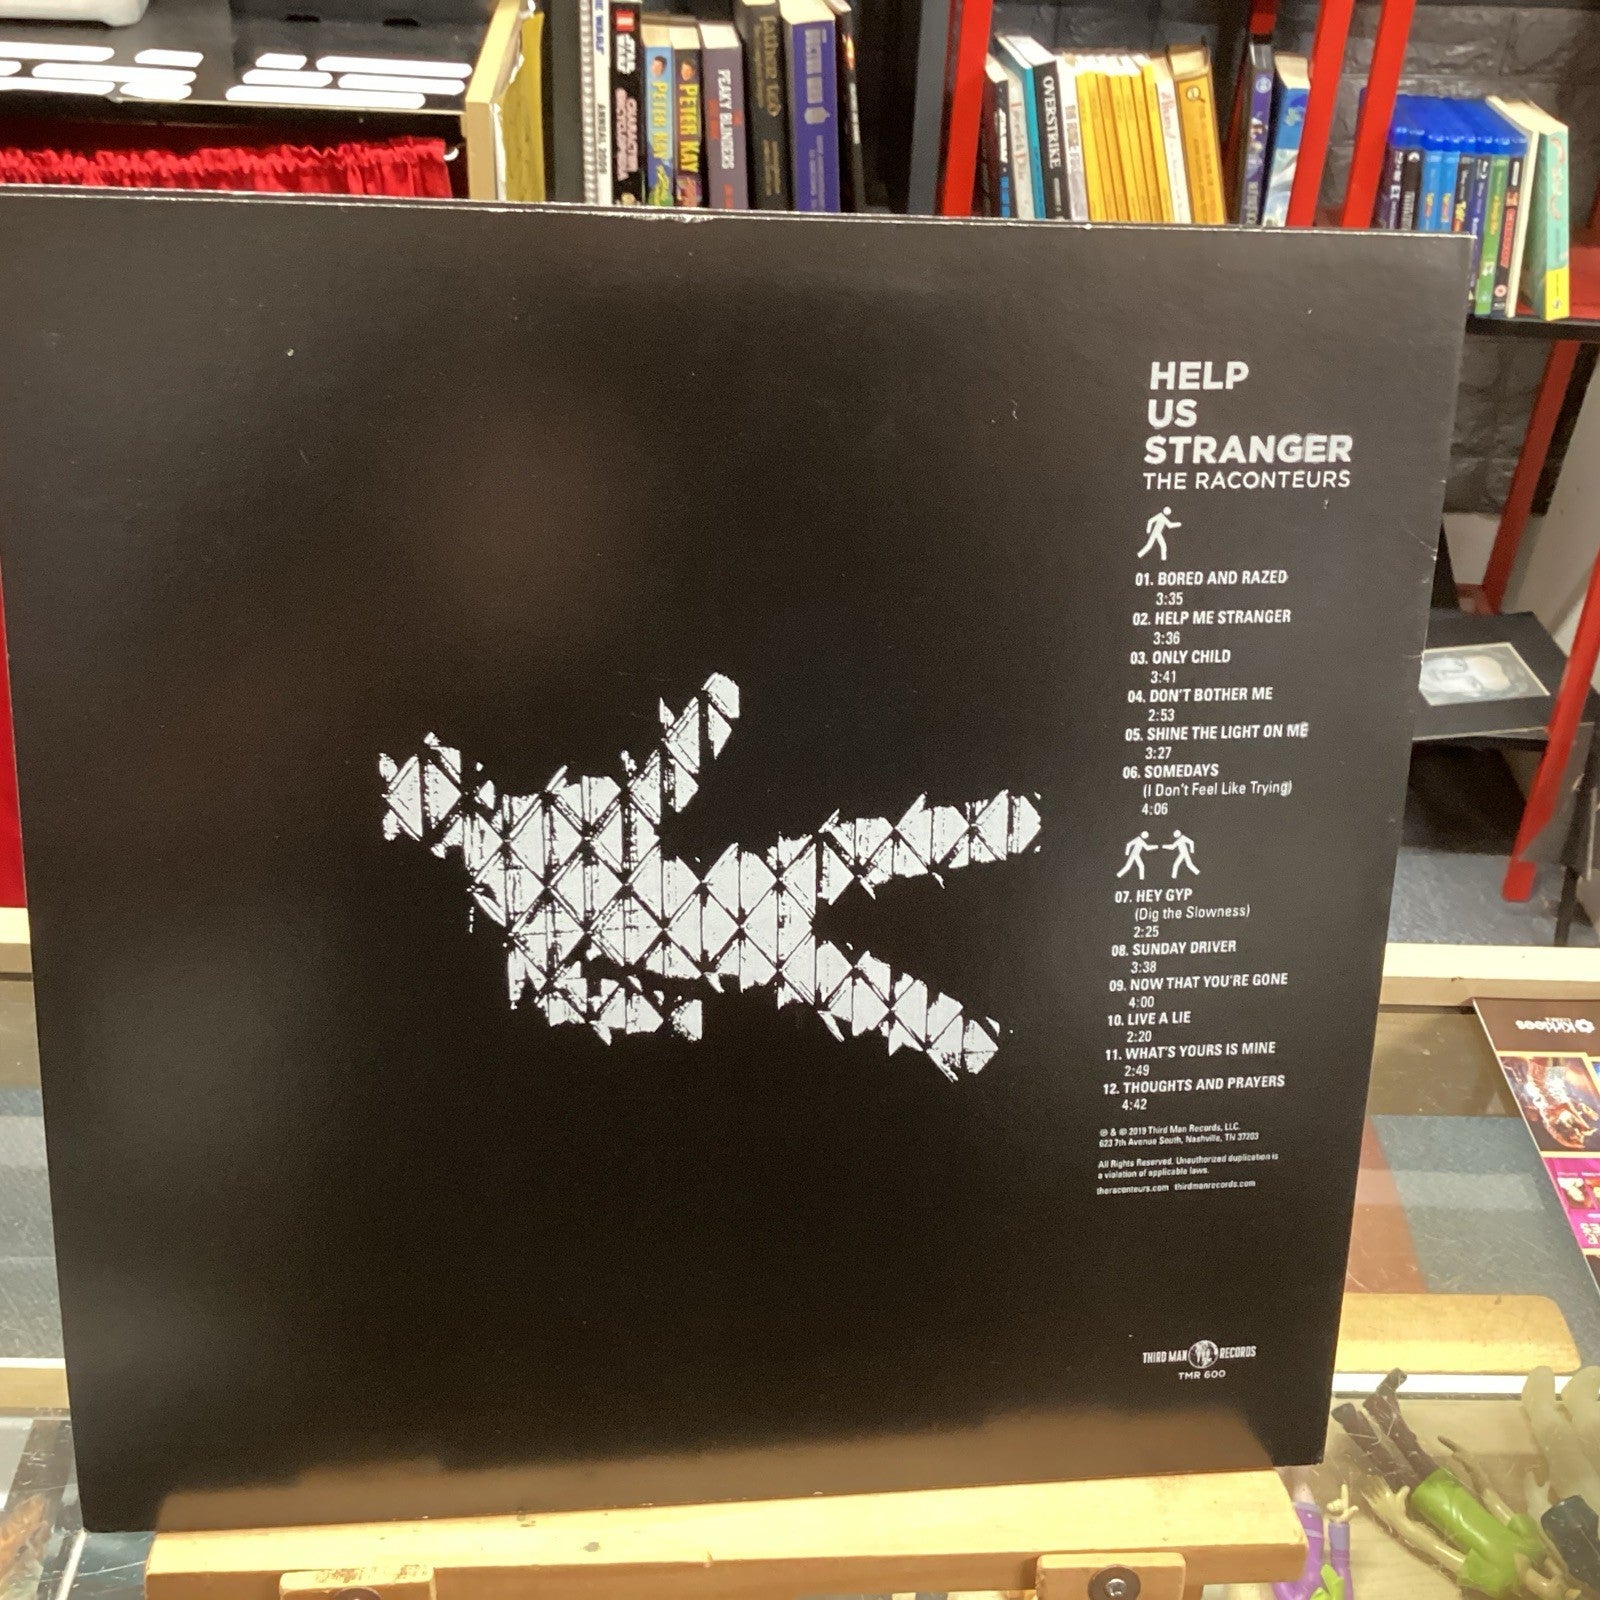 STAR WARS
PETER KAY
PETER KAY
PEAKY BLINDERS
OVERSTRIKE
HELP
US
STRANGER
THE RACONTEURS
01. BORED AND RAZED
3:35
02. HELP ME STRANGER
3:36
03. ONLY CHILD
3:41
04. DON'T BOTHER ME
2:53
05. SHINE THE LIGHT ON ME
3:27
06. SOMEDAYS
(I Don't Feel Like Trying)
4:06
07. HEY GYP
(Dig the Slowness)
2:25
08. SUNDAY DRIVER
3:38
09. NOW THAT YOU'RE GONE
4:00
10. LIVE A LIE
2:20
11. WHAT'S YOURS IS MINE
2:49
12. THOUGHTS AND PRAYERS
4:42
℗ & © 2019 Third Man Records, LLC.
623 7th Avenue South, Nashville, TN 37203
All Rights Reserved. Unauthorized duplication is
a violation of applicable laws.
theraconteurs.com thirdmanrecords.com
THIRD MAN RECORDS
TMR 600
Kirklees